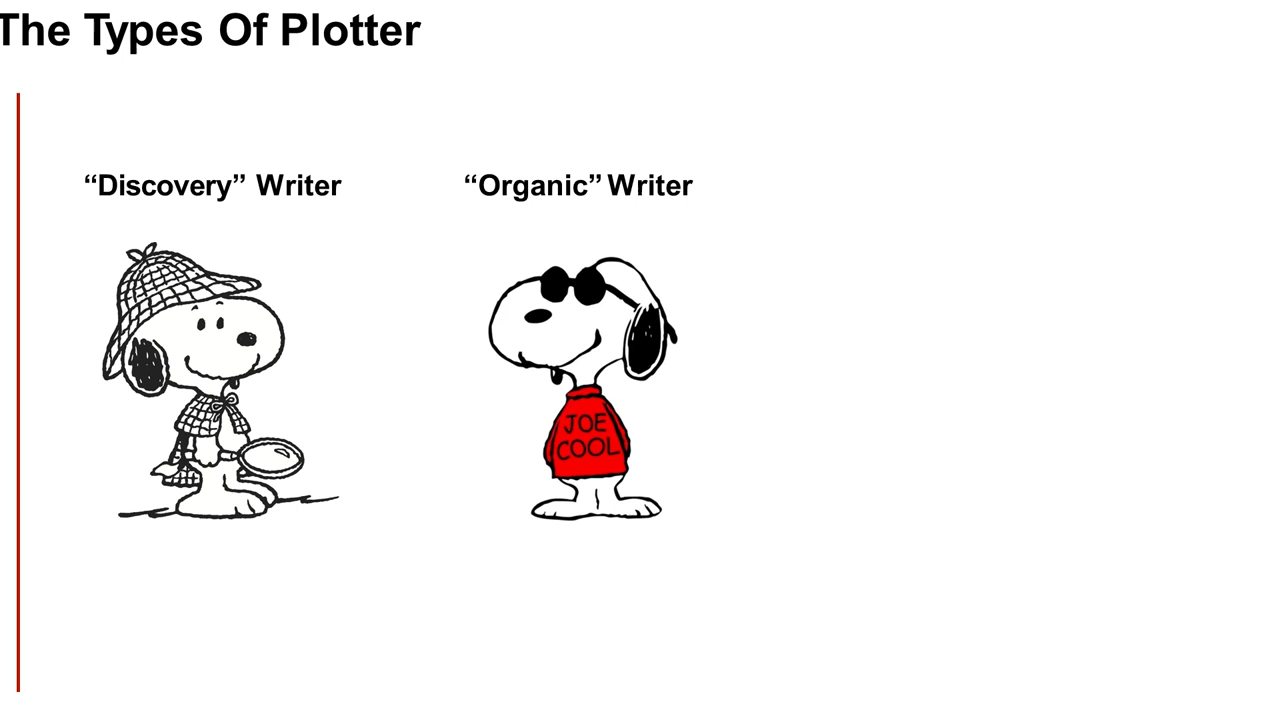 The Types Of Plotter
“Discovery” Writer
“Organic” Writer
JOE
COOL